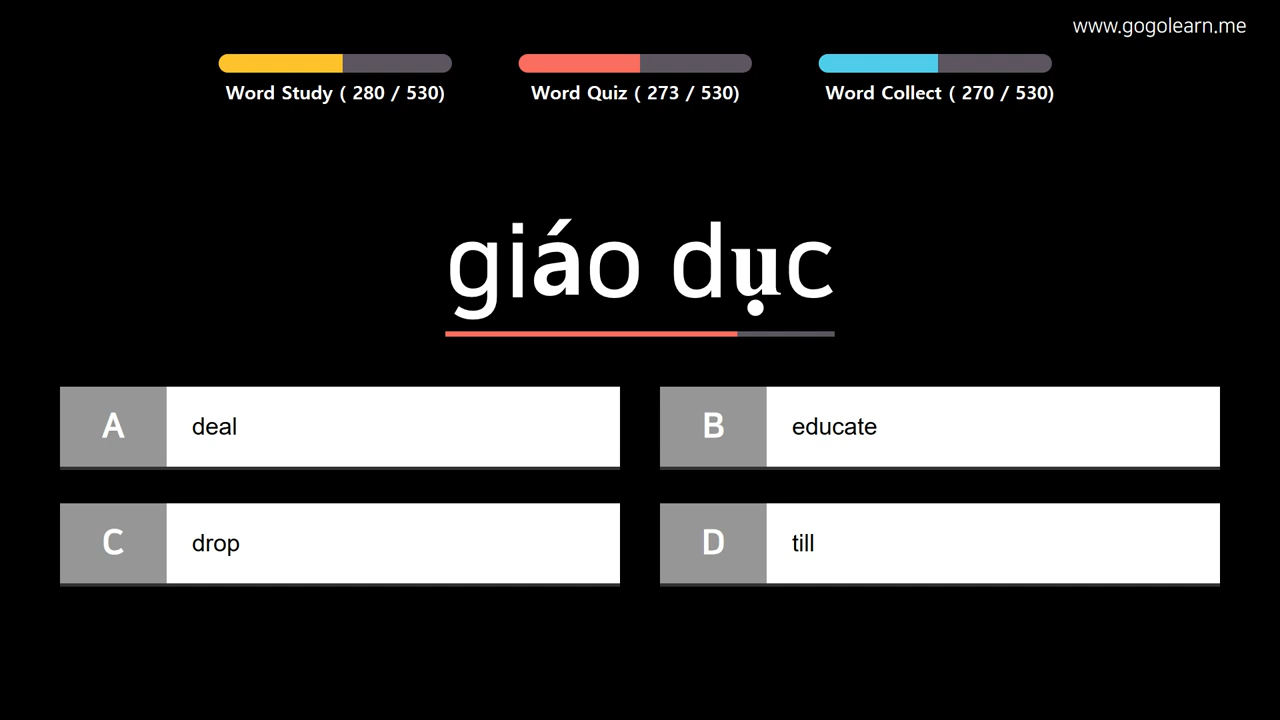 www.gogolearn.me
Word Study ( 280 / 530)
Word Quiz ( 273 / 530)
Word Collect ( 270 / 530)
giáo dục
A deal
B educate
C drop
D till